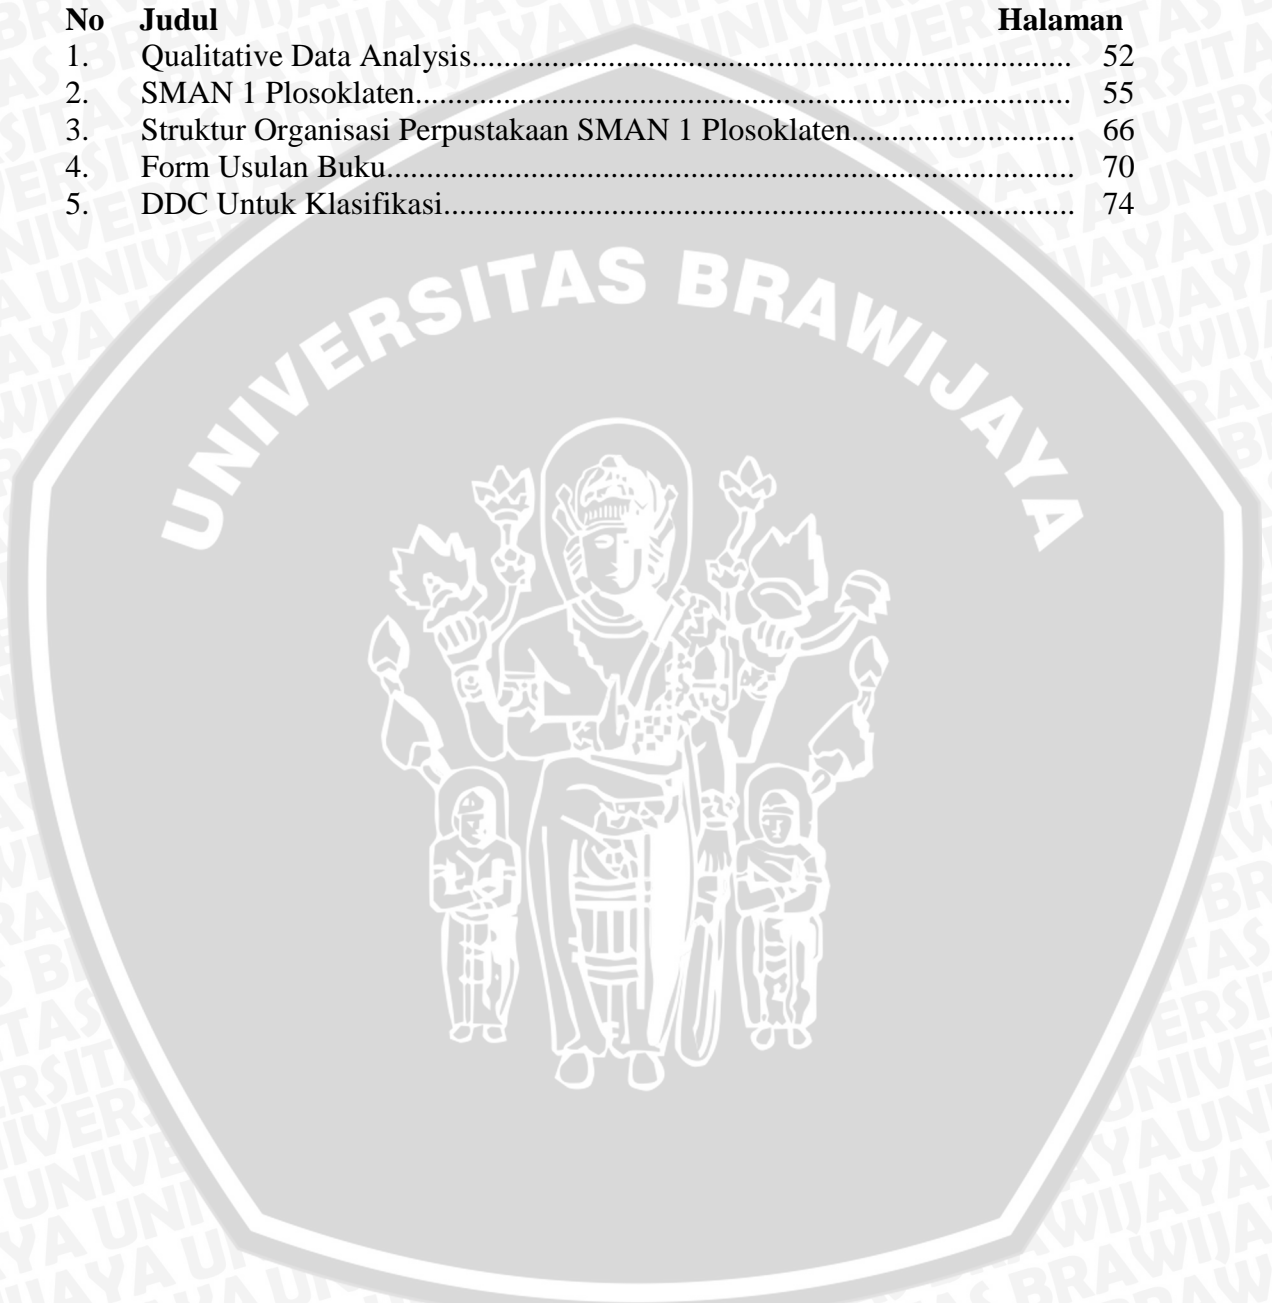 No Judul Halaman
1. Qualitative Data Analysis........................................................................... 52
2. SMAN 1 Plosoklaten.................................................................................. 55
3. Struktur Organisasi Perpustakaan SMAN 1 Plosoklaten............................ 66
4. Form Usulan Buku...................................................................................... 70
5. DDC Untuk Klasifikasi............................................................................... 74
UNIVERSITAS BRAWIJAYA